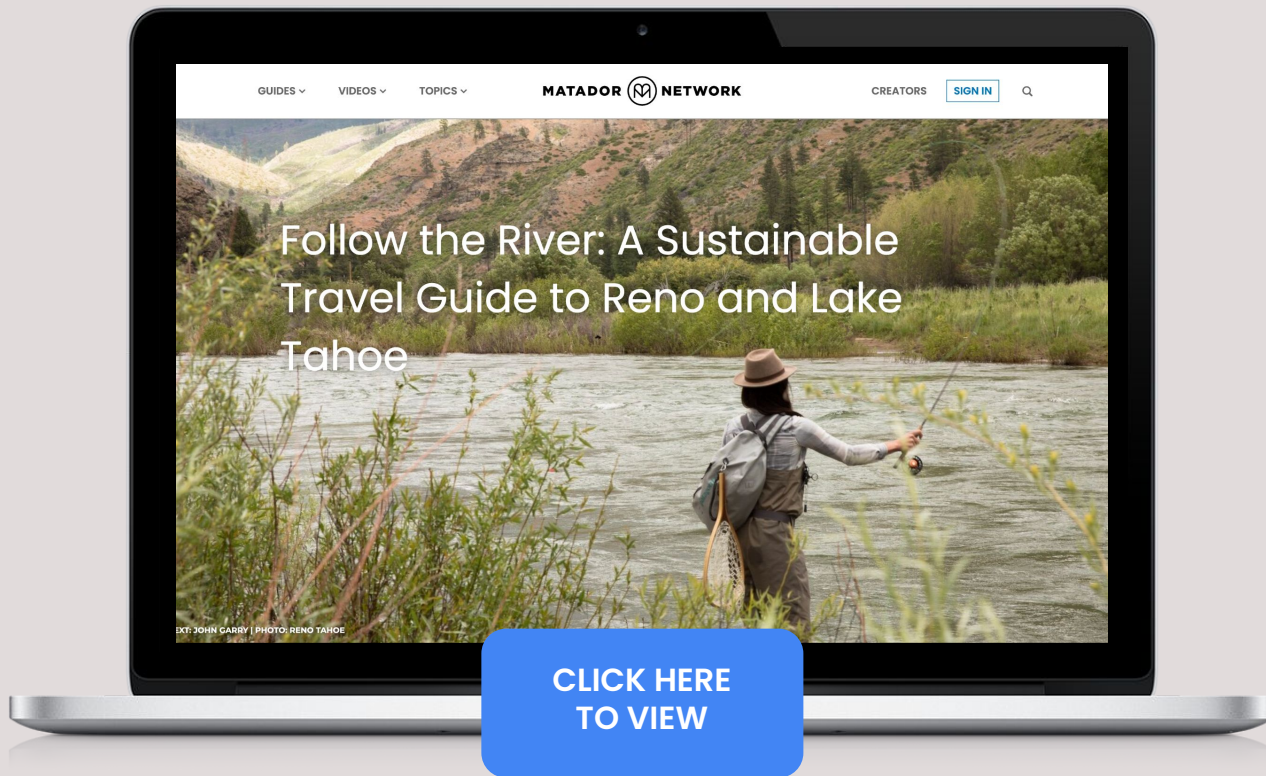 GUIDES VIDEOS TOPICS MATADOR NETWORK CREATORS SIGN IN
Follow the River: A Sustainable
Travel Guide to Reno and Lake
Tahoe
EXT: JOHN GARRY | PHOTO: RENO TAHOE
CLICK HERE
TO VIEW